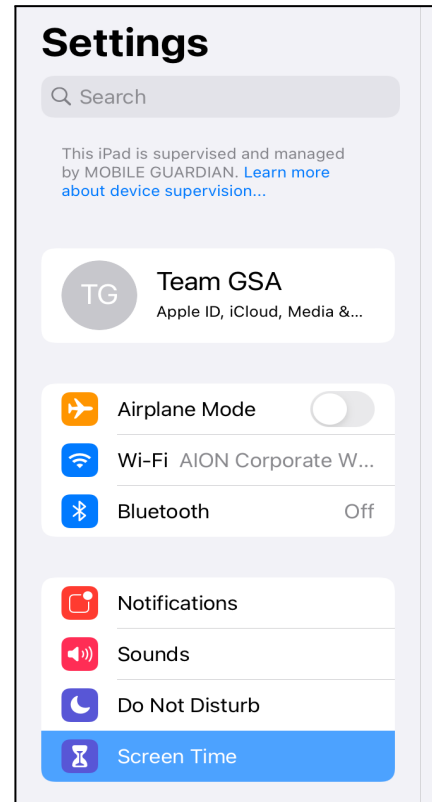 Settings
Search
This iPad is supervised and managed
by MOBILE GUARDIAN. Learn more
about device supervision...
TG
Team GSA
Apple ID, iCloud, Media &...
Airplane Mode
Wi-Fi AION Corporate W...
Bluetooth Off
Notifications
Sounds
Do Not Disturb
Screen Time